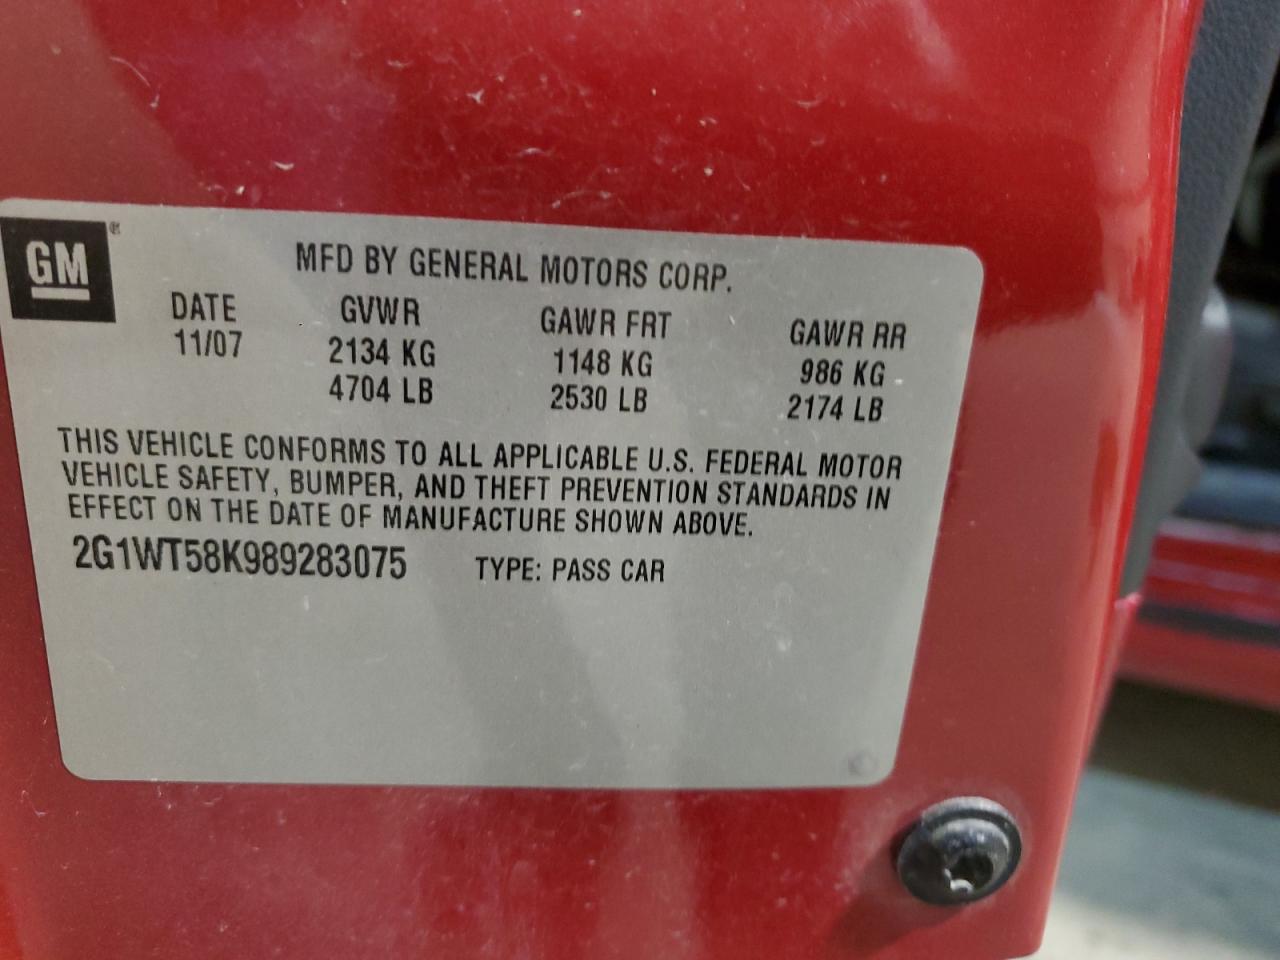 GM
MFD BY GENERAL MOTORS CORP.
DATE GVWR GAWR FRT GAWR RR
11/07 2134 KG 1148 KG 986 KG
4704 LB 2530 LB 2174 LB
THIS VEHICLE CONFORMS TO ALL APPLICABLE U.S. FEDERAL MOTOR
VEHICLE SAFETY, BUMPER, AND THEFT PREVENTION STANDARDS IN
EFFECT ON THE DATE OF MANUFACTURE SHOWN ABOVE.
2G1WT58K989283075 TYPE: PASS CAR